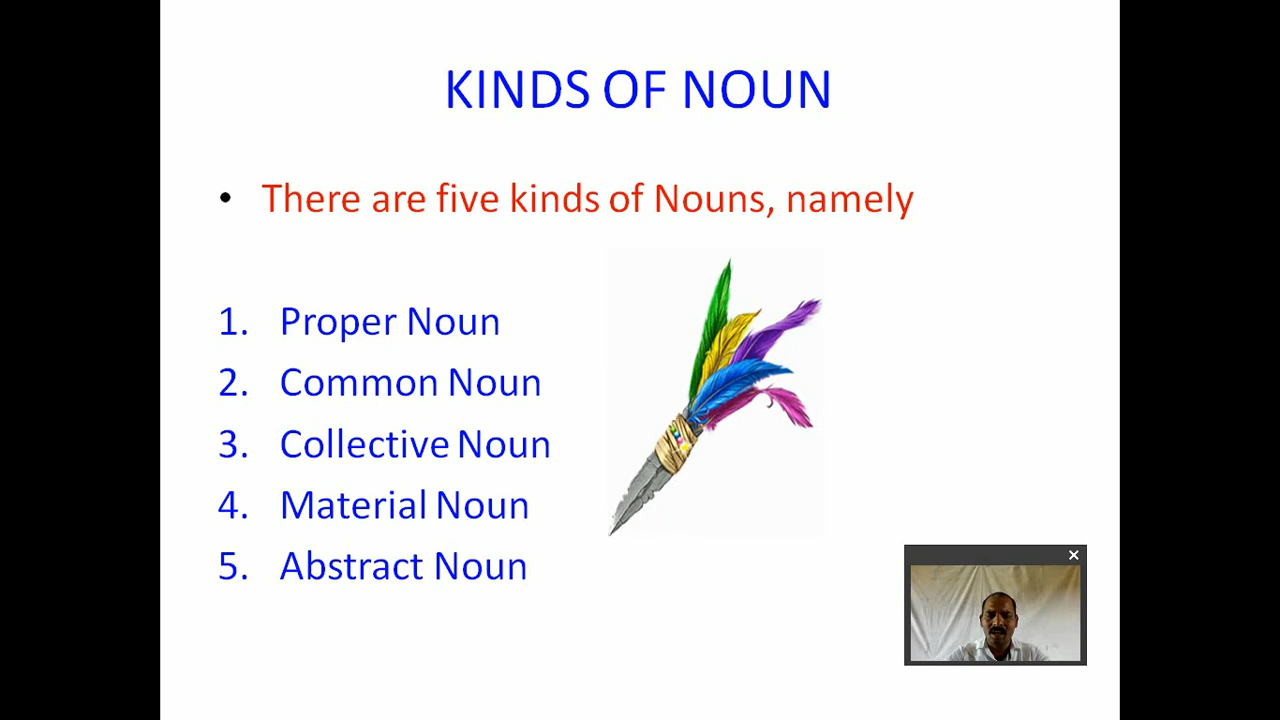 KINDS OF NOUN
• There are five kinds of Nouns, namely
1. Proper Noun
2. Common Noun
3. Collective Noun
4. Material Noun
5. Abstract Noun